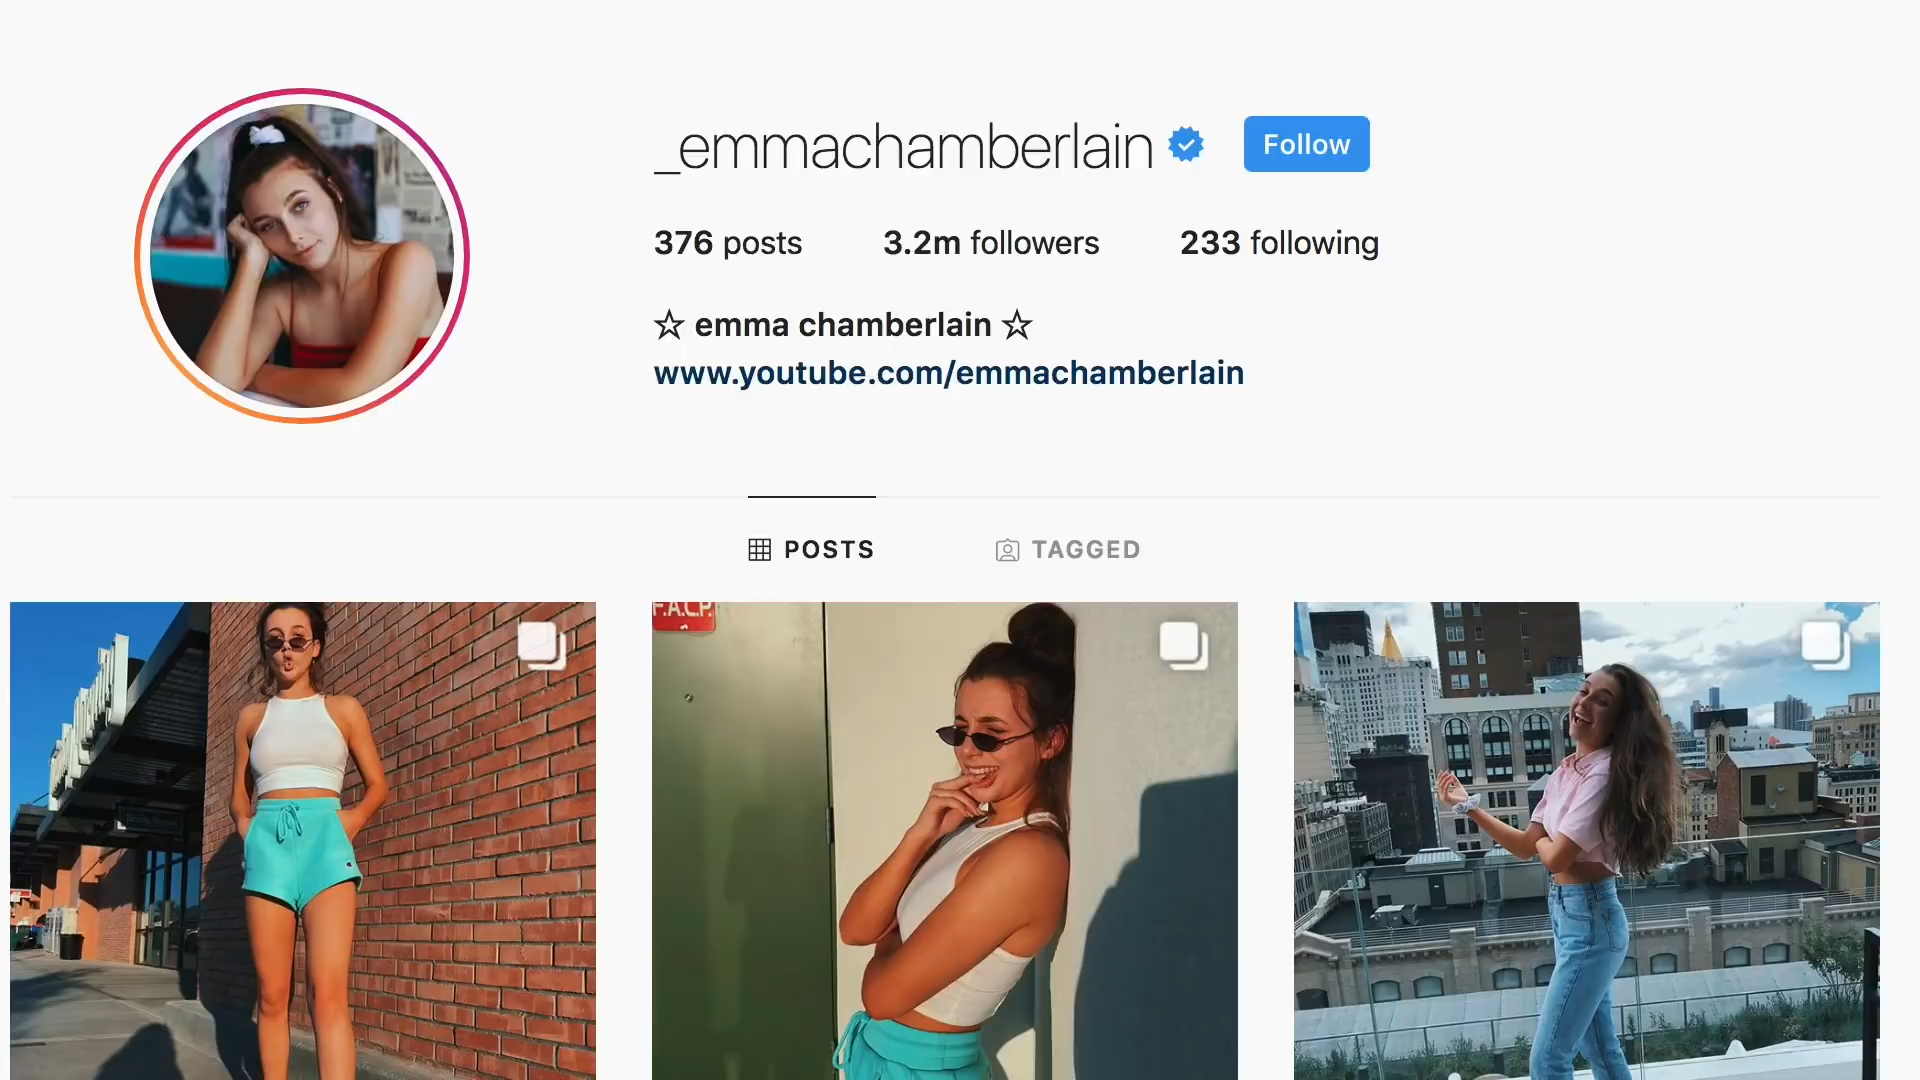 _emmachamberlain Follow
376 posts 3.2m followers 233 following
☆ emma chamberlain ☆
www.youtube.com/emmachamberlain
POSTS TAGGED
F.A.C.P.